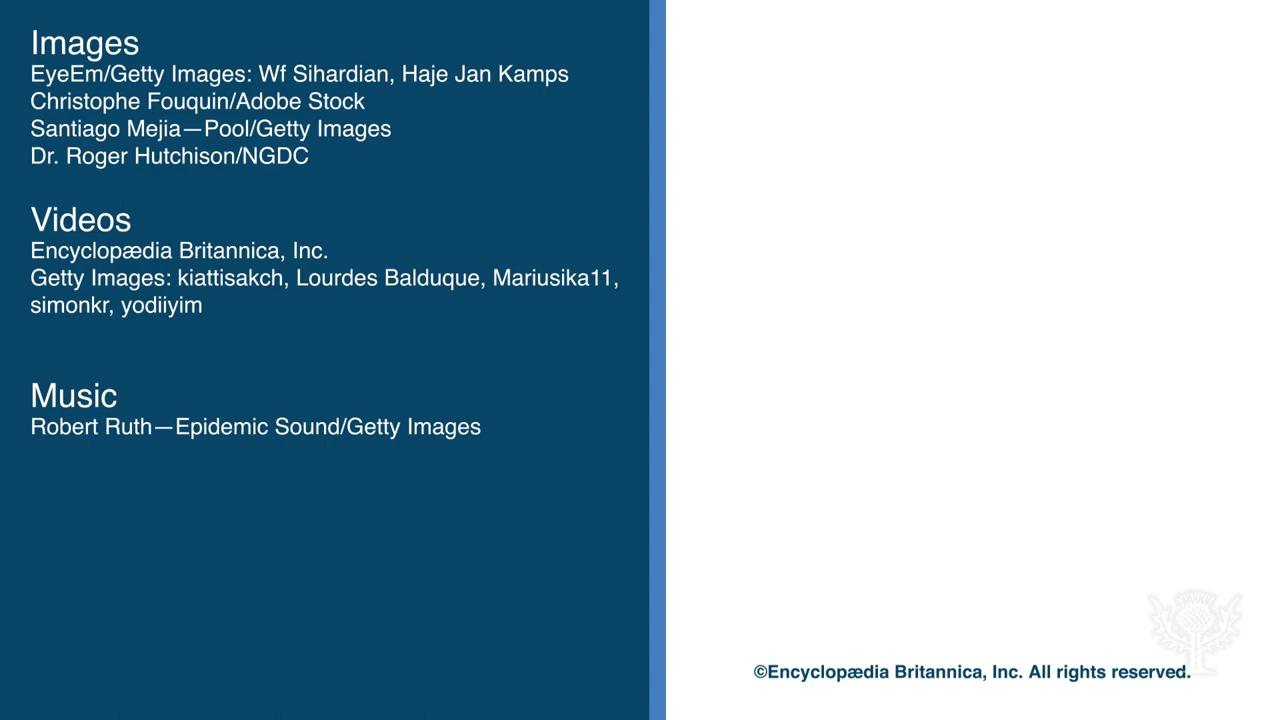 Images
EyeEm/Getty Images: Wf Sihardian, Haje Jan Kamps
Christophe Fouquin/Adobe Stock
Santiago Mejia—Pool/Getty Images
Dr. Roger Hutchison/NGDC
Videos
Encyclopædia Britannica, Inc.
Getty Images: kiattisakch, Lourdes Balduque, Mariusika11,
simonkr, yodiiyim
Music
Robert Ruth—Epidemic Sound/Getty Images
©Encyclopædia Britannica, Inc. All rights reserved.